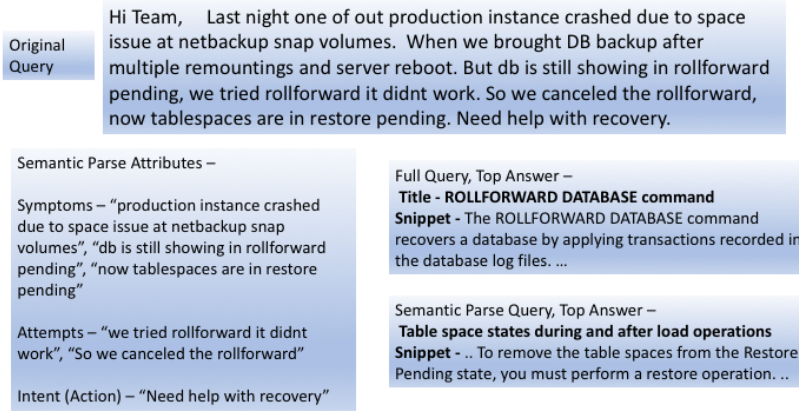 Original
Query
Hi Team, Last night one of out production instance crashed due to space
issue at netbackup snap volumes. When we brought DB backup after
multiple remountings and server reboot. But db is still showing in rollforward
pending, we tried rollforward it didnt work. So we canceled the rollforward,
now tablespaces are in restore pending. Need help with recovery.
Semantic Parse Attributes –
Symptoms – “production instance crashed
due to space issue at netbackup snap
volumes”, “db is still showing in rollforward
pending”, “now tablespaces are in restore
pending”
Attempts – “we tried rollforward it didnt
work”, “So we canceled the rollforward”
Intent (Action) – “Need help with recovery”
Full Query, Top Answer –
Title - ROLLFORWARD DATABASE command
Snippet - The ROLLFORWARD DATABASE command
recovers a database by applying transactions recorded in
the database log files. ...
Semantic Parse Query, Top Answer –
Table space states during and after load operations
Snippet - .. To remove the table spaces from the Restore
Pending state, you must perform a restore operation. ..